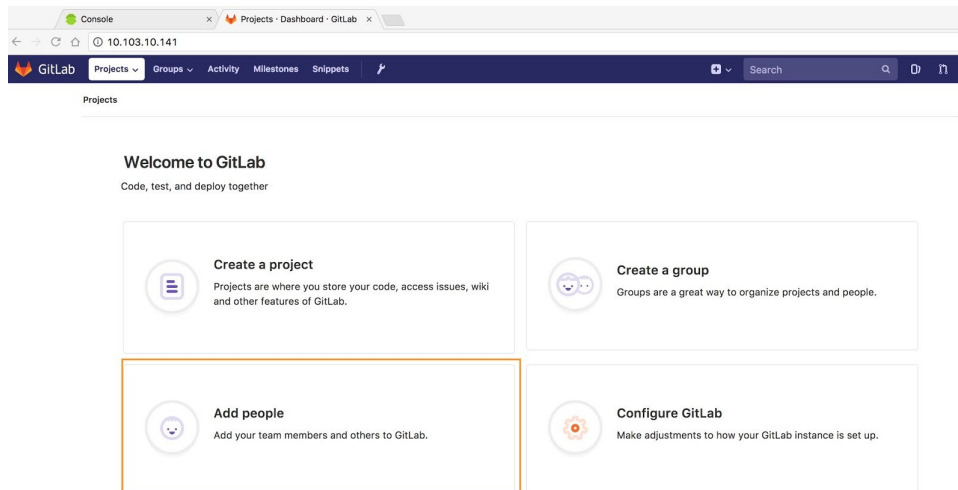 Console
Projects · Dashboard · GitLab
10.103.10.141
GitLab Projects Groups Activity Milestones Snippets Search
Projects
Welcome to GitLab
Code, test, and deploy together
Create a project
Projects are where you store your code, access issues, wiki
and other features of GitLab.
Create a group
Groups are a great way to organize projects and people.
Add people
Add your team members and others to GitLab.
Configure GitLab
Make adjustments to how your GitLab instance is set up.